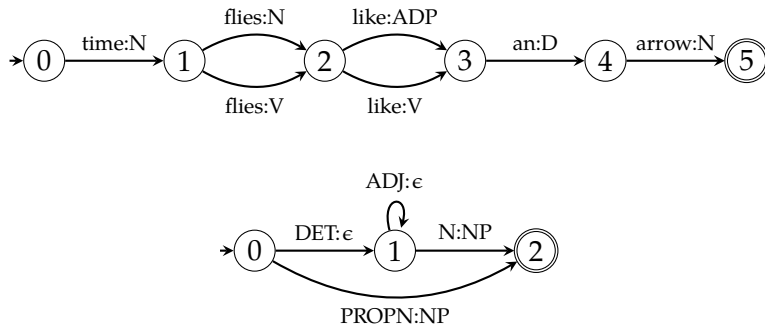 flies:N like:ADP
0 time:N 1 2 3 an:D 4 arrow:N 5
flies:V like:V
ADJ:ϵ
0 DET:ϵ 1 N:NP 2
PROPN:NP